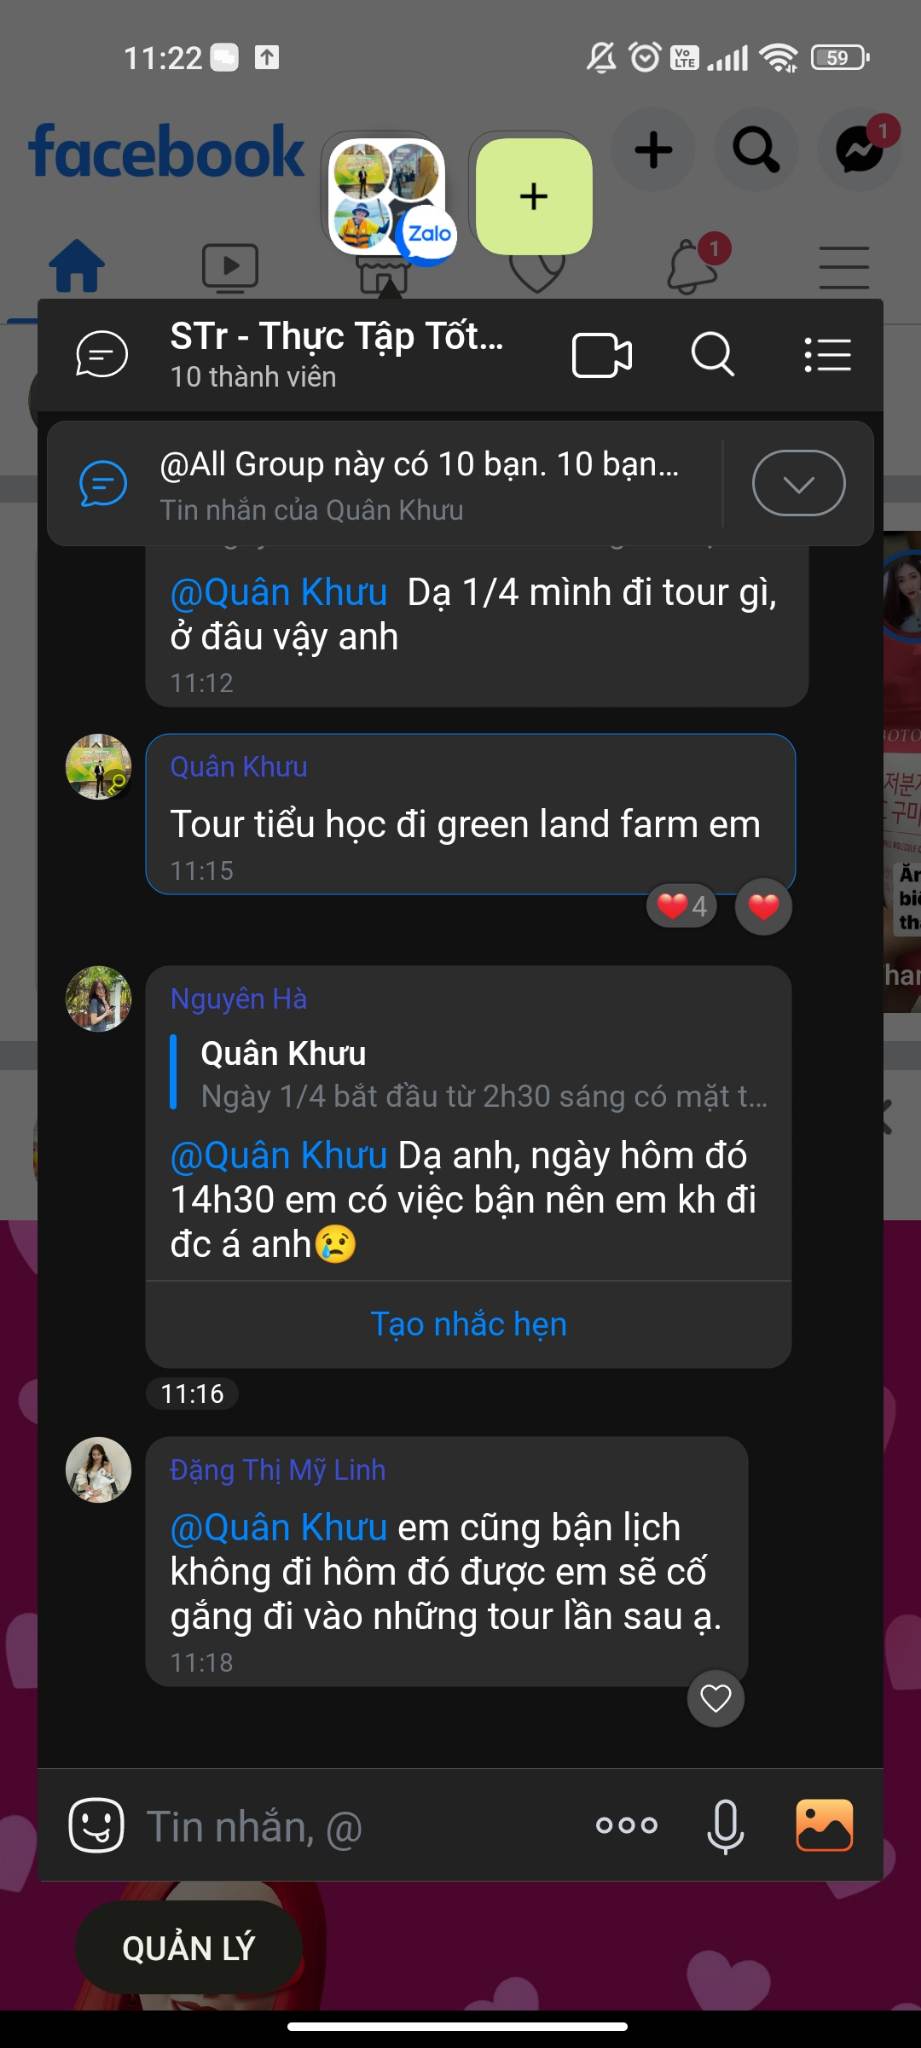 11:22
Vo LTE
59
facebook
1
Zalo
+
1
STr - Thực Tập Tốt...
10 thành viên
@All Group này có 10 bạn. 10 bạn...
Tin nhắn của Quân Khưu
@Quân Khưu Dạ 1/4 mình đi tour gì,
ở đâu vậy anh
11:12
Quân Khưu
Tour tiểu học đi green land farm em
11:15
4
Nguyên Hà
Quân Khưu
Ngày 1/4 bắt đầu từ 2h30 sáng có mặt t...
@Quân Khưu Dạ anh, ngày hôm đó
14h30 em có việc bận nên em kh đi
đc á anh😢
Tạo nhắc hẹn
11:16
Đặng Thị Mỹ Linh
@Quân Khưu em cũng bận lịch
không đi hôm đó được em sẽ cố
gắng đi vào những tour lần sau ạ.
11:18
Tin nhắn, @
QUẢN LÝ